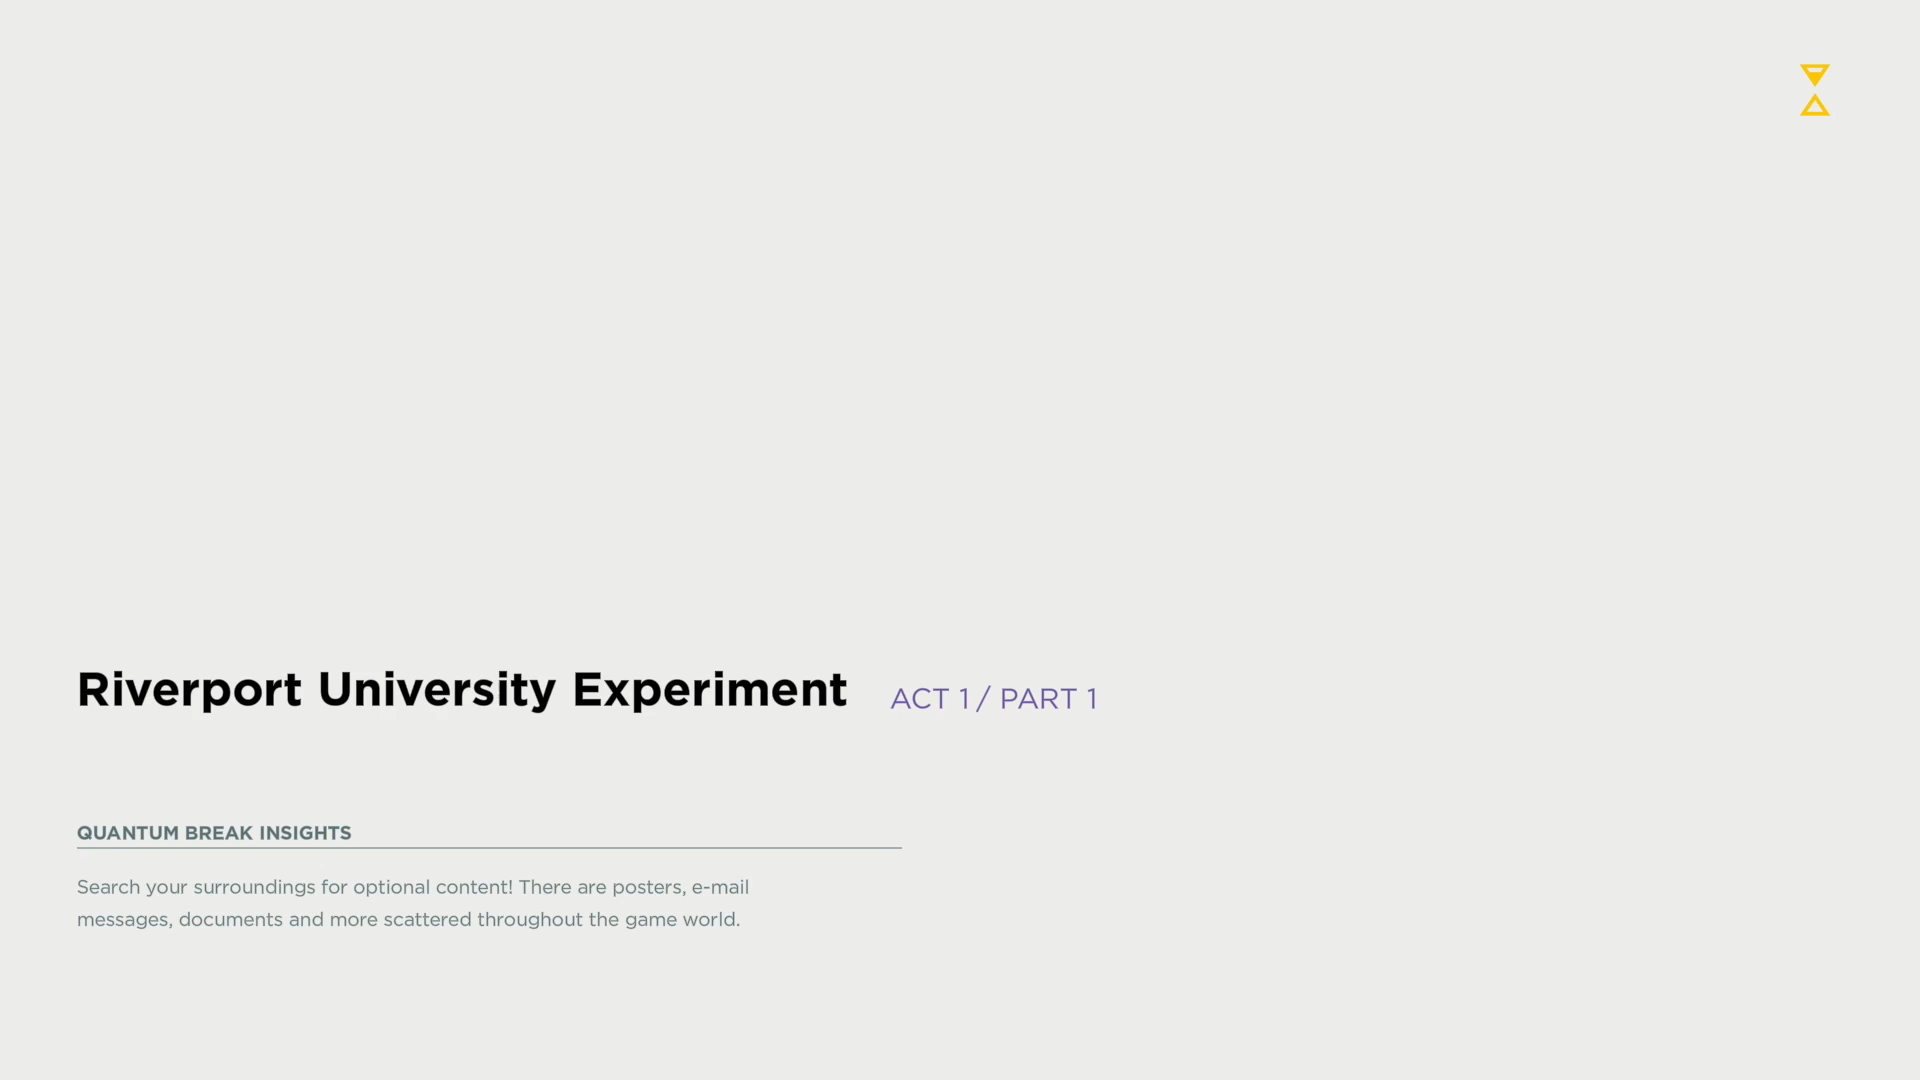 Riverport University Experiment ACT 1 / PART 1
QUANTUM BREAK INSIGHTS
Search your surroundings for optional content! There are posters, e-mail
messages, documents and more scattered throughout the game world.